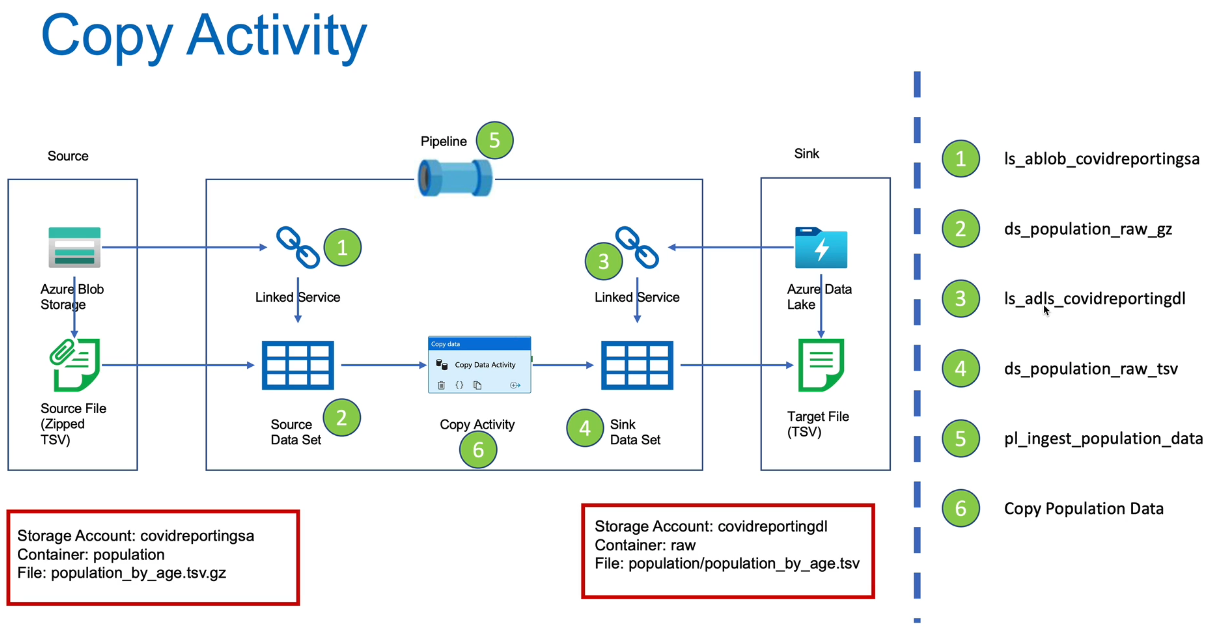 Copy Activity
Source
Pipeline
5
Sink
1
3
Azure Blob
Storage
Linked Service
Linked Service
Azure Data
Lake
Copy data
Copy Data Activity
Source File
(Zipped
TSV)
Source
Data Set
2
Copy Activity
6
4
Sink
Data Set
Target File
(TSV)
Storage Account: covidreportingsa
Container: population
File: population_by_age.tsv.gz
Storage Account: covidreportingdl
Container: raw
File: population/population_by_age.tsv
1 ls_ablob_covidreportingsa
2 ds_population_raw_gz
3 ls_adls_covidreportingdl
4 ds_population_raw_tsv
5 pl_ingest_population_data
6 Copy Population Data